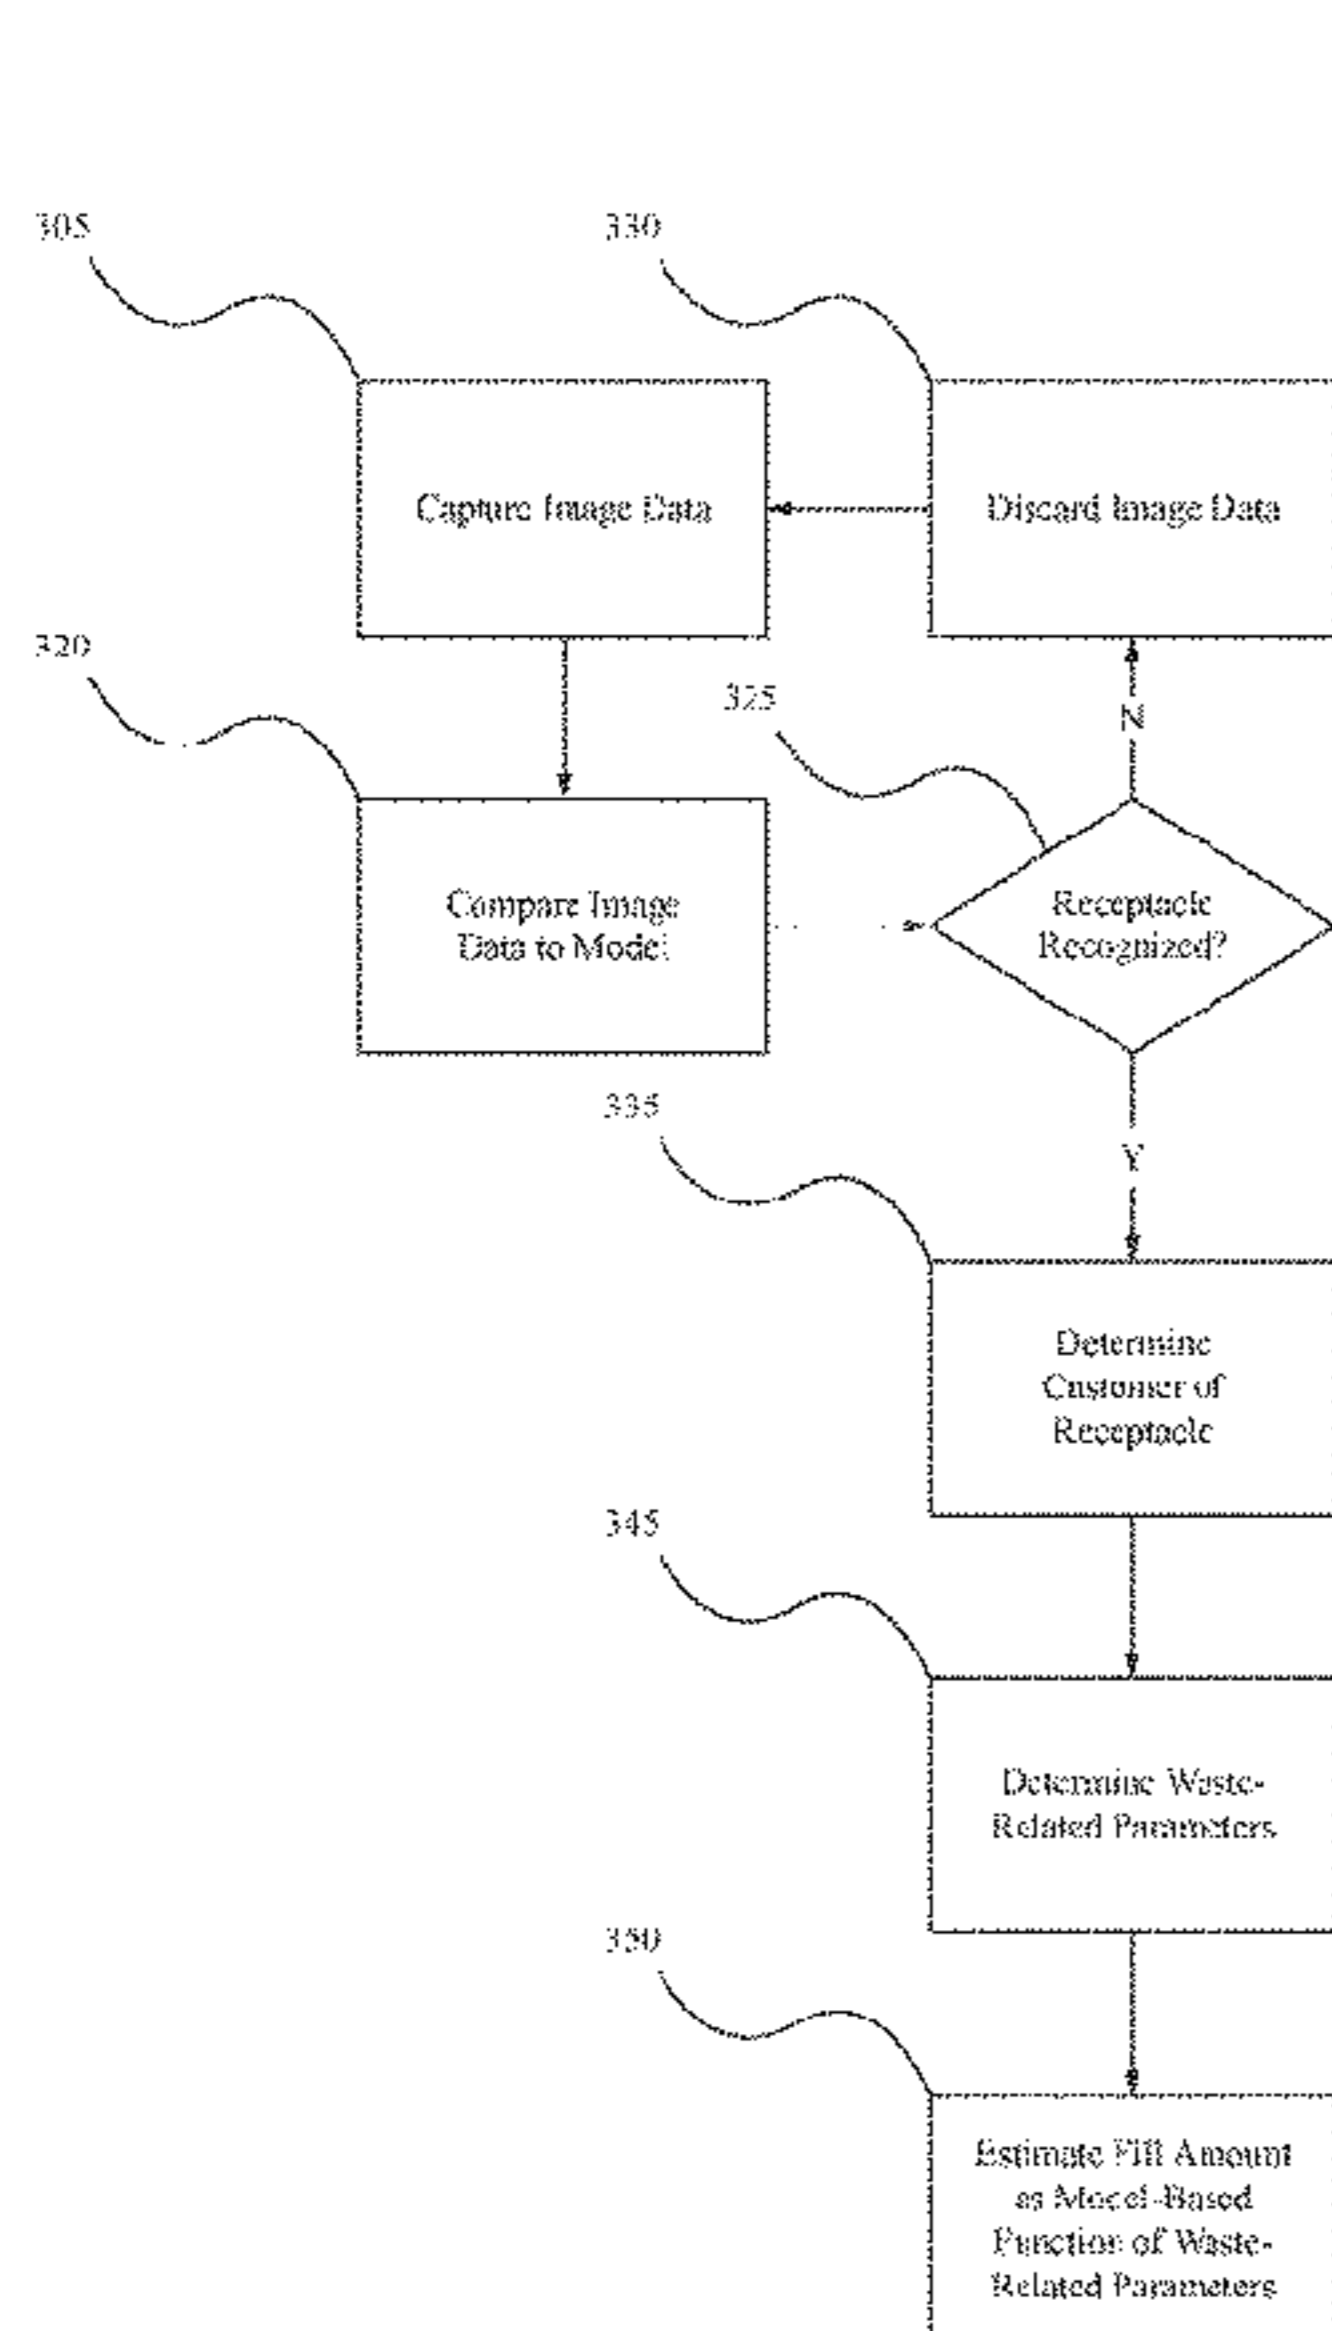 305
330
Capture Image Data
Discard Image Data
320
325
N
Compare Image
Data to Model
Receptacle
Recognized?
335
Y
Determine
Customer of
Receptacle
345
Determine Waste-
Related Parameters
350
Estimate Fill Amount
as Model-Based
Function of Waste-
Related Parameters